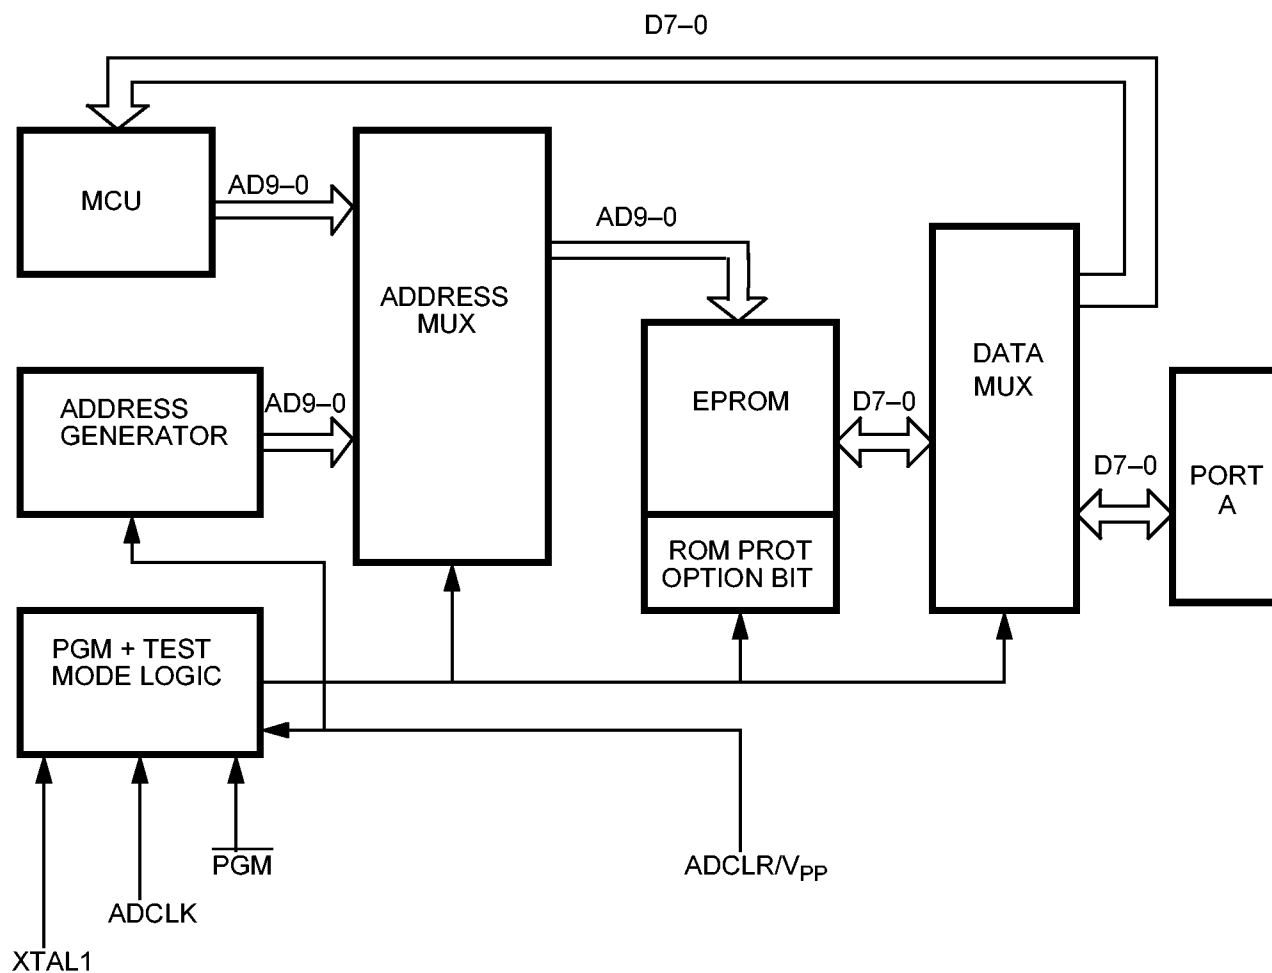 D7–0
MCU
AD9–0
AD9–0
ADDRESS
MUX
DATA
MUX
EPROM
D7–0
ADDRESS
GENERATOR
AD9–0
D7–0
PORT
A
ROM PROT
OPTION BIT
PGM + TEST
MODE LOGIC
PGM
ADCLR/VPP
ADCLK
XTAL1